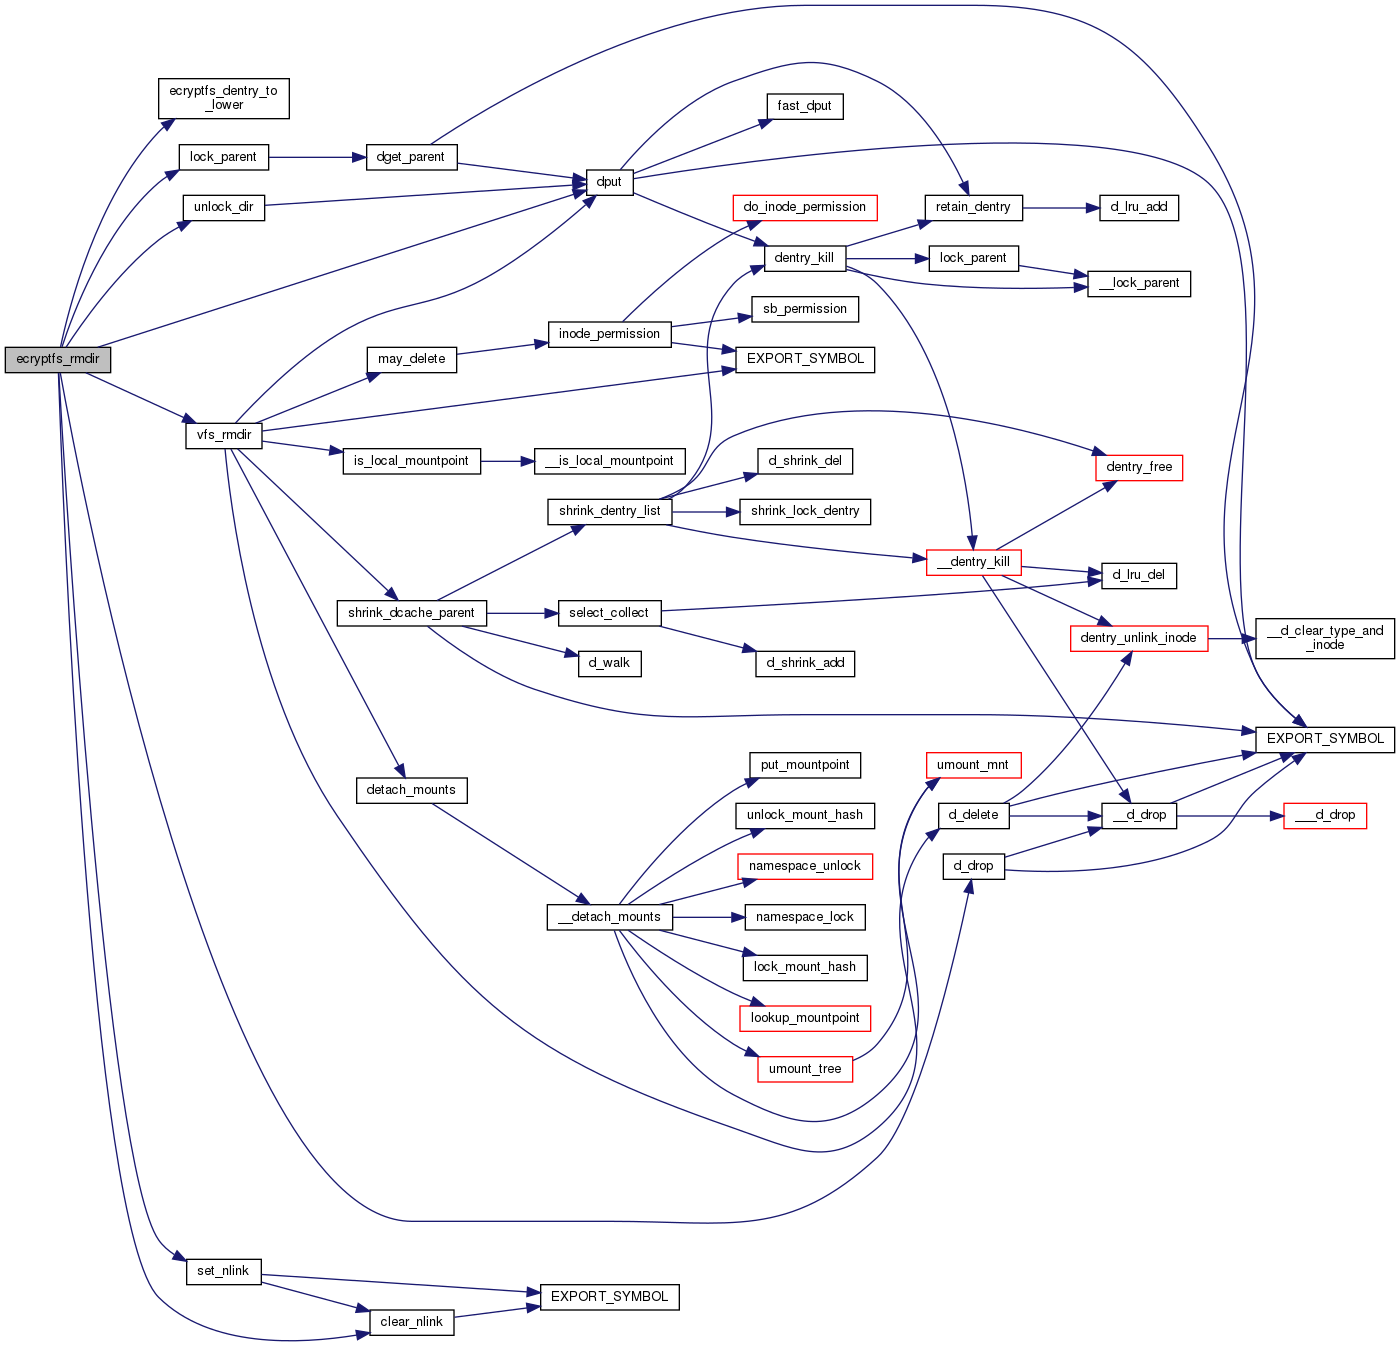 ecryptfs_dentry_to
_lower
fast_dput
lock_parent
dget_parent
dput
unlock_dir
do_inode_permission
retain_dentry
d_lru_add
dentry_kill
lock_parent
__lock_parent
sb_permission
inode_permission
ecryptfs_rmdir
may_delete
EXPORT_SYMBOL
vfs_rmdir
is_local_mountpoint
__is_local_mountpoint
d_shrink_del
dentry_free
shrink_dentry_list
shrink_lock_dentry
__dentry_kill
d_lru_del
shrink_dcache_parent
select_collect
dentry_unlink_inode
__d_clear_type_and
_inode
d_walk
d_shrink_add
EXPORT_SYMBOL
put_mountpoint
umount_mnt
detach_mounts
unlock_mount_hash
d_delete
__d_drop
___d_drop
namespace_unlock
d_drop
__detach_mounts
namespace_lock
lock_mount_hash
lookup_mountpoint
umount_tree
set_nlink
EXPORT_SYMBOL
clear_nlink